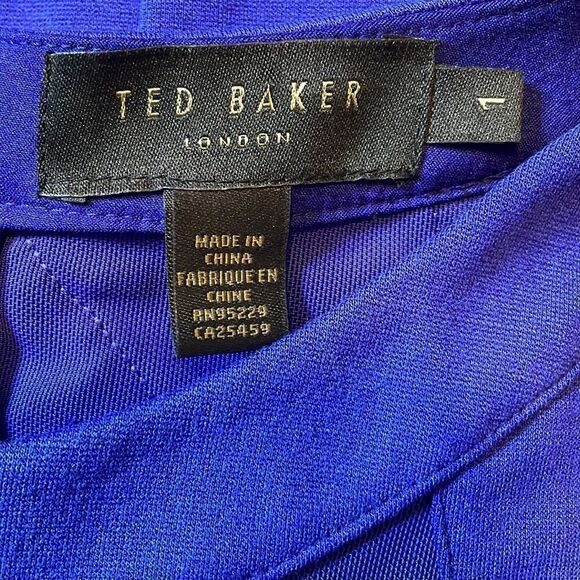 TED BAKER
LONDON
1
MADE IN
CHINA
FABRIQUE EN
CHINE
RN95229
CA25459